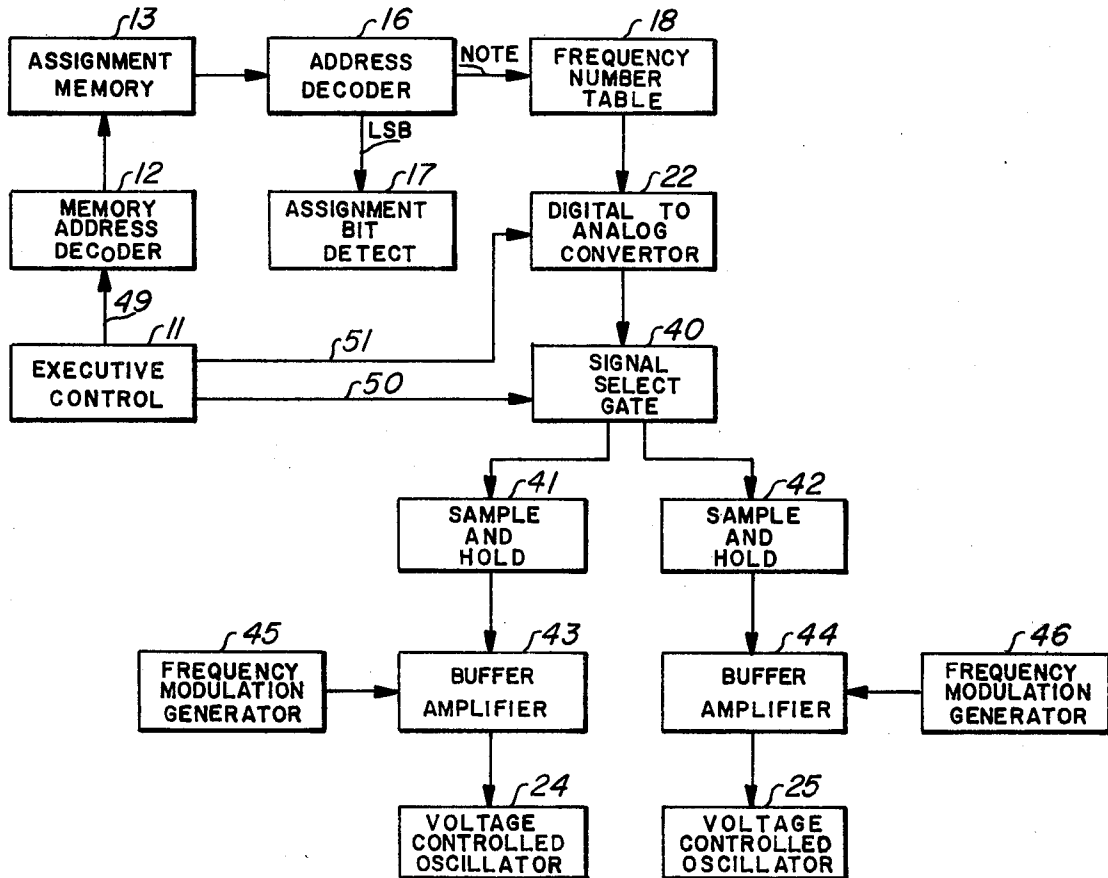 13
ASSIGNMENT
MEMORY
16
ADDRESS
DECODER
NOTE
18
FREQUENCY
NUMBER
TABLE
LSB
12
MEMORY
ADDRESS
DECODER
17
ASSIGNMENT
BIT
DETECT
22
DIGITAL TO
ANALOG
CONVERTOR
49
11
EXECUTIVE
CONTROL
51
50
40
SIGNAL
SELECT
GATE
41
SAMPLE
AND
HOLD
42
SAMPLE
AND
HOLD
45
FREQUENCY
MODULATION
GENERATOR
43
BUFFER
AMPLIFIER
44
BUFFER
AMPLIFIER
46
FREQUENCY
MODULATION
GENERATOR
24
VOLTAGE
CONTROLLED
OSCILLATOR
25
VOLTAGE
CONTROLLED
OSCILLATOR